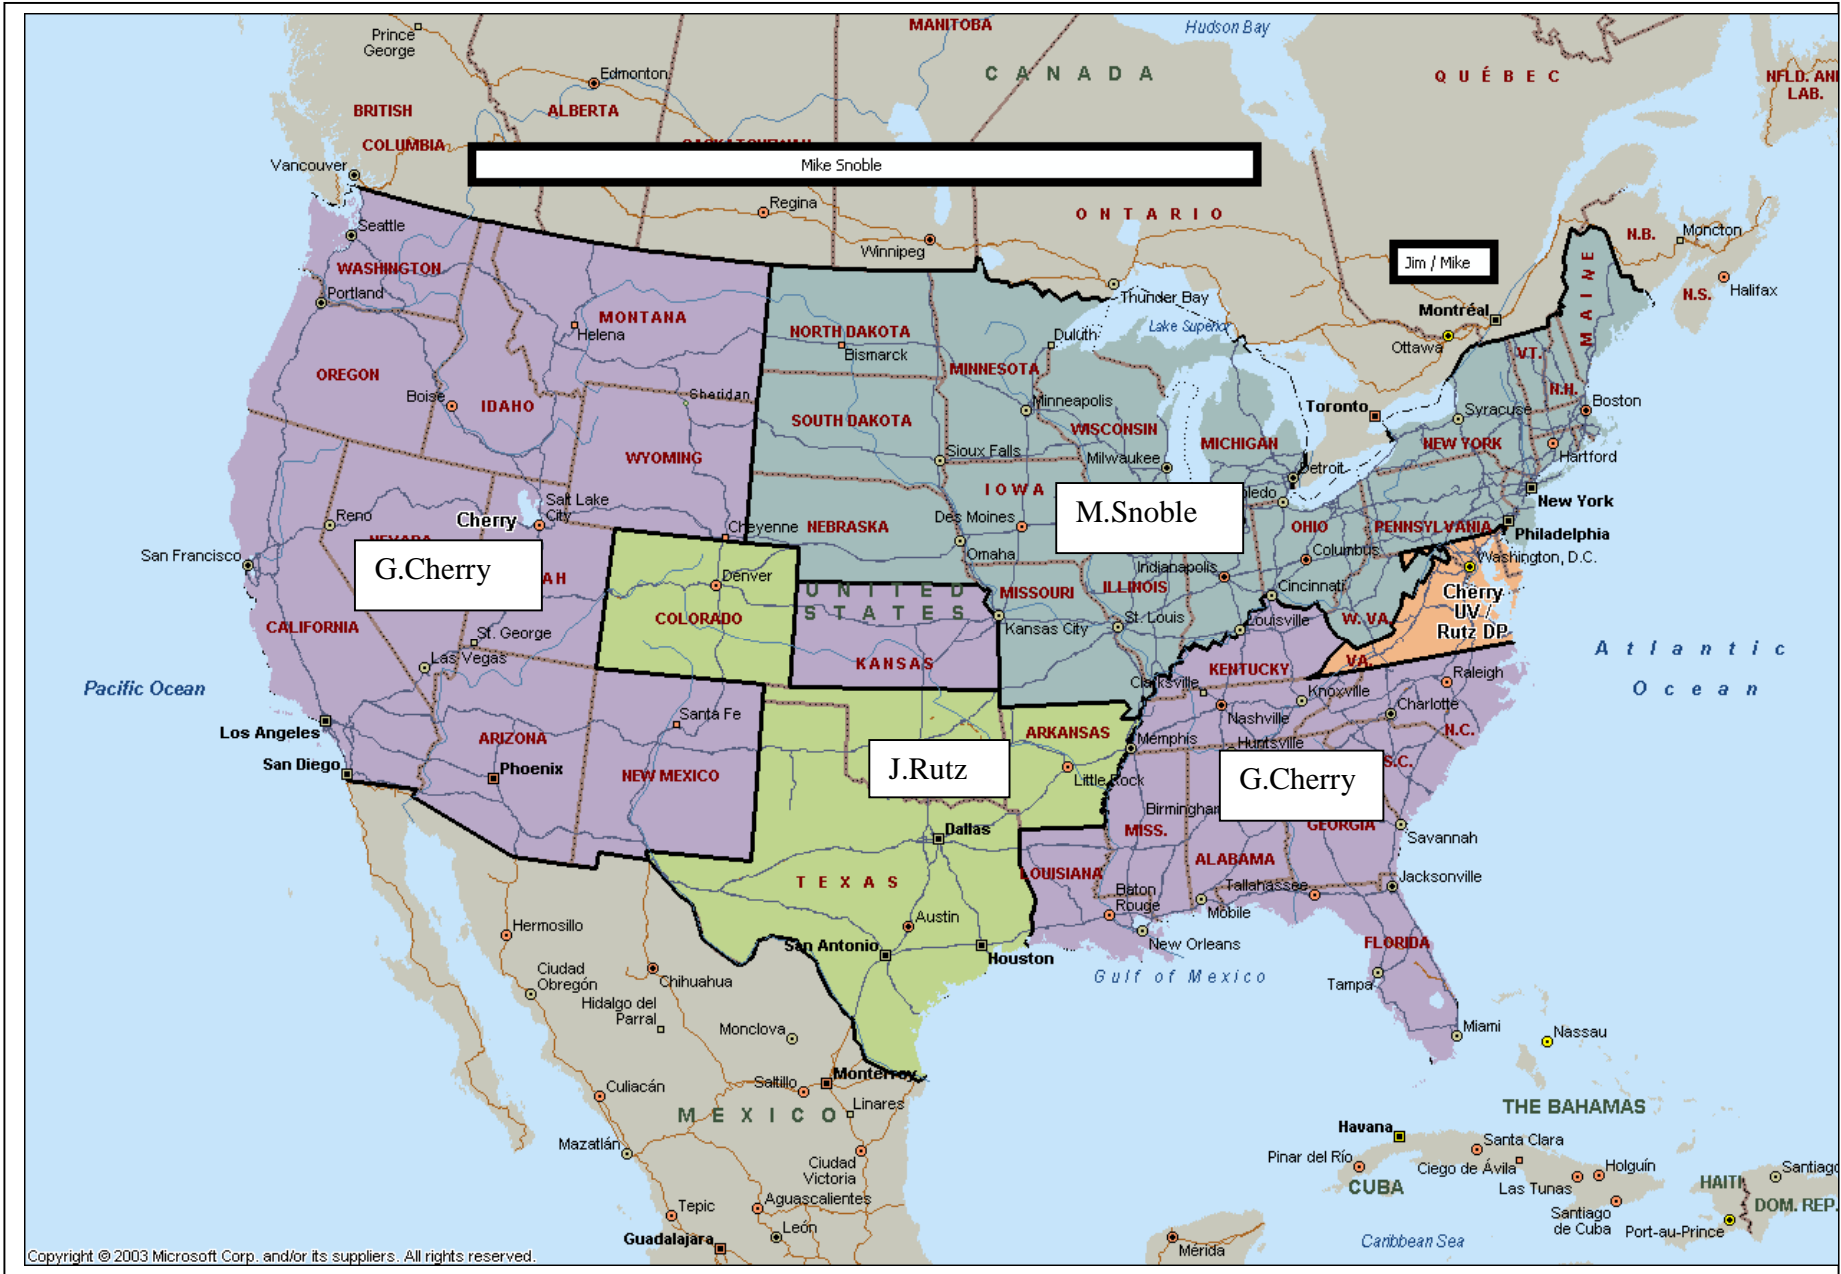 Prince
George
MANITOBA
Hudson Bay
CANADA
QUÉBEC
NFLD. AN
LAB.
Edmonton
BRITISH
COLUMBIA
ALBERTA
Mike Snoble
Vancouver
Regina
ONTARIO
Winnipeg
N.B.
Moncton
Jim / Mike
Seattle
WASHINGTON
Portland
MONTANA
Helena
NORTH DAKOTA
Bismarck
Thunder Bay
Lake Superior
Duluth
MAINE
N.S.
Halifax
Montréal
Ottawa
VT.
N.H.
OREGON
Boise
IDAHO
Sheridan
MINNESOTA
Minneapolis
SOUTH DAKOTA
WISCONSIN
Toronto
Syracuse
Boston
WYOMING
Sioux Falls
Milwaukee
MICHIGAN
Detroit
NEW YORK
Hartford
Salt Lake
City
Cherry
Reno
IOWA
M.Snoble
New York
Cheyenne
NEBRASKA
Des Moines
Omaha
OHIO
PENNSYLVANIA
Philadelphia
San Francisco
G.Cherry
Denver
UNITED
STATES
Indianapolis
Columbus
Washington, D.C.
MISSOURI
ILLINOIS
Cincinnati
Cherry
UV /
Rutz DP
COLORADO
CALIFORNIA
St. George
Las Vegas
Kansas City
St. Louis
Louisville
W. VA.
VA.
KANSAS
KENTUCKY
Raleigh
Atlantic
Ocean
Pacific Ocean
Clarksville
Knoxville
Santa Fe
Nashville
Charlotte
Los Angeles
ARIZONA
ARKANSAS
Memphis
Huntsville
N.C.
San Diego
Phoenix
NEW MEXICO
J.Rutz
Little Rock
G.Cherry
S.C.
Dallas
MISS.
GEORGIA
Savannah
TEXAS
LOUISIANA
ALABAMA
Tallahassee
Jacksonville
Hermosillo
Austin
Baton
Rouge
Mobile
San Antonio
Houston
New Orleans
FLORIDA
Ciudad
Obregón
Chihuahua
Gulf of Mexico
Tampa
Hidalgo del
Parral
Monclova
Miami
Nassau
Culiacán
Saltillo
Monterrey
Linares
MEXICO
THE BAHAMAS
Mazatlán
Ciudad
Victoria
Havana
Pinar del Río
Santa Clara
Ciego de Ávila
Holguín
Las Tunas
CUBA
HAITI
Santiago
DOM. REP.
Tepic
Aguascalientes
León
Santiago
de Cuba
Port-au-Prince
Guadalajara
Mérida
Caribbean Sea
Copyright © 2003 Microsoft Corp. and/or its suppliers. All rights reserved.